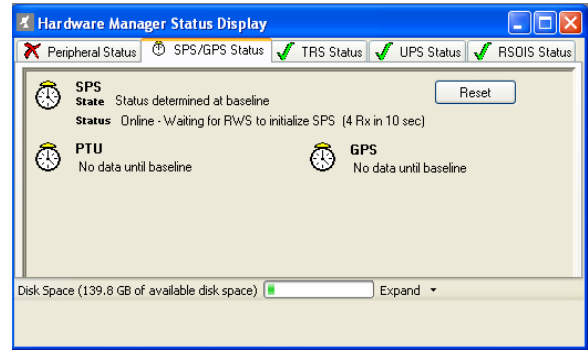 Hardware Manager Status Display
Peripheral Status SPS/GPS Status TRS Status UPS Status RSOIS Status
SPS
State Status determined at baseline
Reset
Status Online - Waiting for RWS to initialize SPS (4 Rx in 10 sec)
PTU
No data until baseline
GPS
No data until baseline
Disk Space (139.8 GB of available disk space) Expand